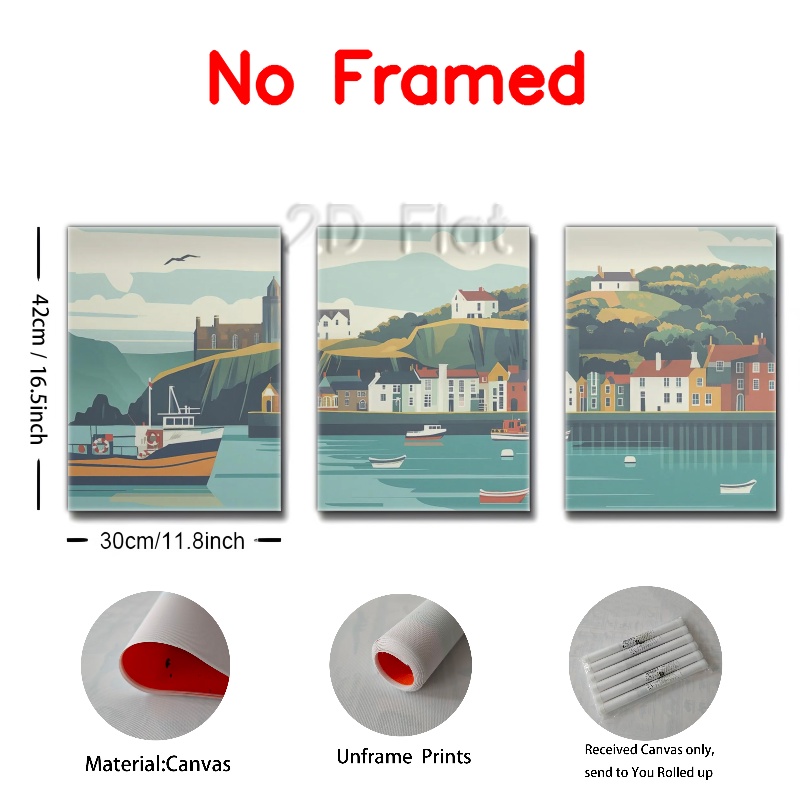 No Framed
2D Flat
42cm / 16.5inch
30cm/11.8inch
Material:Canvas
Unframe Prints
Received Canvas only,
send to You Rolled up